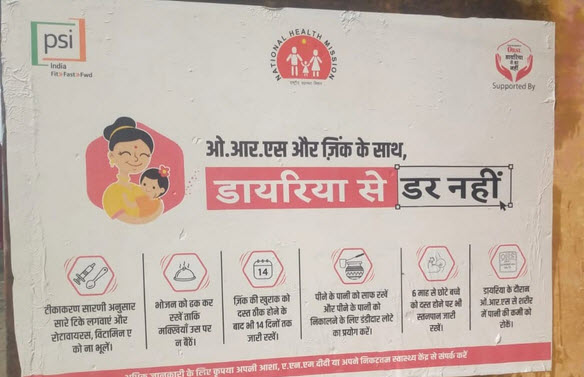 psi
India
Fit>Fast>Fwd
NATIONAL HEALTH MISSION
Supported By
ओ.आर.एस और ज़िंक के साथ,
डायरिया से डर नहीं
टीकाकरण सारणी अनुसार
सारे टिके लगवाएं और
रोटावायरस, विटामिन ए
को ना भूलें।
भोजन को ढक कर
रखें ताकि
मक्खियाँ उस पर
न बैठें।
14
ज़िंक की खुराक को
दस्त ठीक होने के
बाद भी 14 दिनों तक
जारी रखें।
पीने के पानी को साफ रखें
और पीने के पानी को
निकालने के लिए डंडीदार लोटे
का प्रयोग करें।
6 माह से छोटे बच्चे
को दस्त होने पर भी
स्तनपान जारी
रखें।
डायरिया के दौरान
ओ.आर.एस से शरीर
में पानी की कमी को
रोकें।
अधिक जानकारी के लिए कृपया अपनी आशा, ए.एन.एम दीदी या अपने निकटतम स्वास्थ्य केंद्र से संपर्क करें